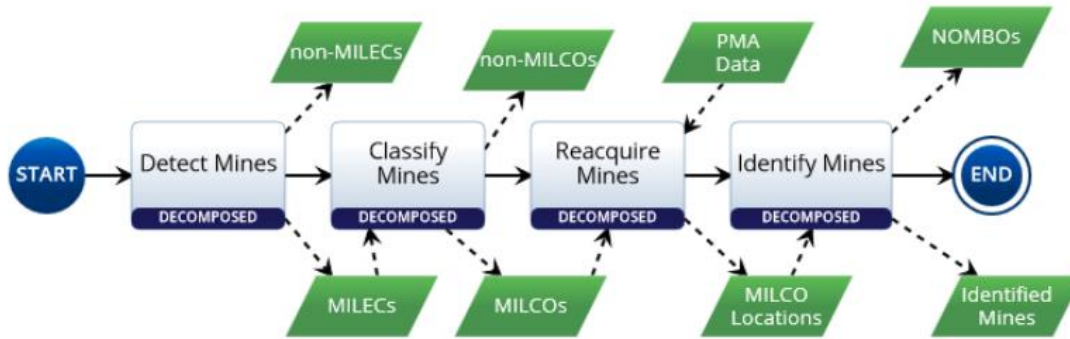 non-MILECs
non-MILCOs
PMA
Data
NOMBOs
START
Detect Mines
DECOMPOSED
Classify
Mines
DECOMPOSED
Reacquire
Mines
DECOMPOSED
Identify Mines
DECOMPOSED
END
MILECs
MILCOs
MILCO
Locations
Identified
Mines